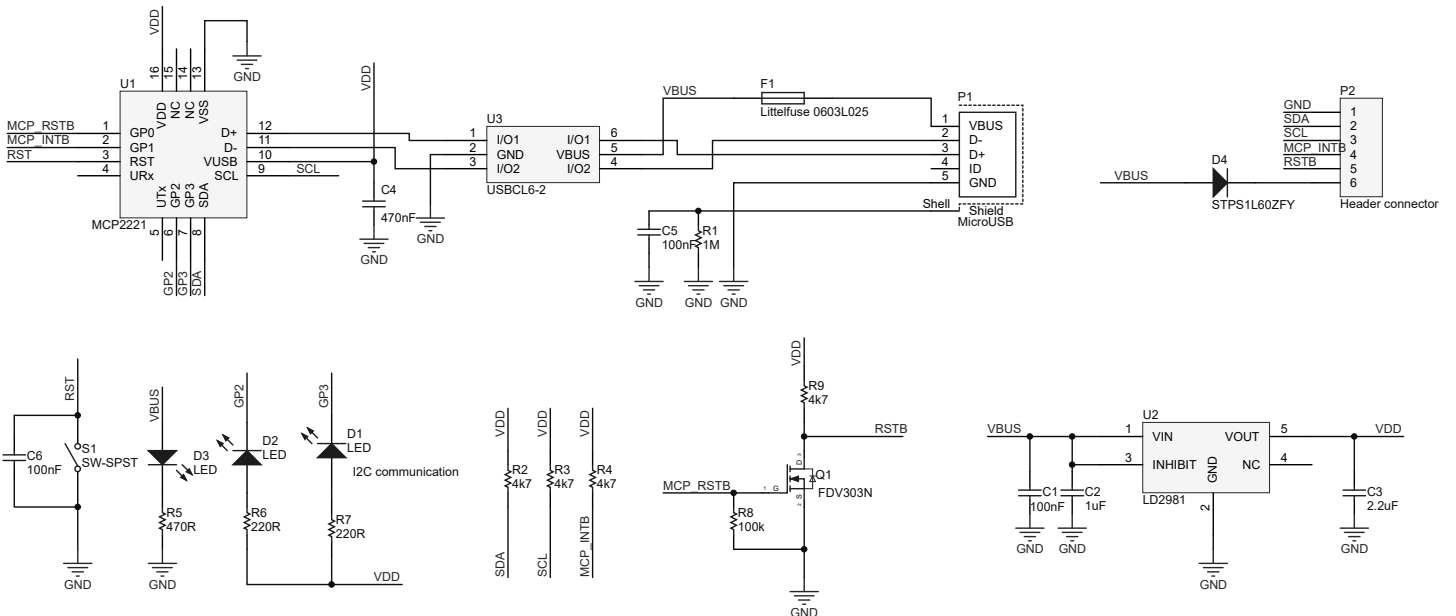 VDD
GND
16
15
14
13
U1
VDD
NC
NC
VSS
MCP_RSTB
1
GP0
MCP_INTB
2
GP1
RST
3
RST
4
URx
D+
12
D-
11
VUSB
10
SCL
9
SCL
UTx
GP2
GP3
SDA
MCP2221
5
6
7
8
GP2
GP3
SDA
VDD
C4
470nF
GND
GND
U3
1
I/O1
I/O1
6
2
GND
VBUS
5
3
I/O2
I/O2
4
USBCL6-2
VBUS
F1
Littelfuse 0603L025
P1
1
VBUS
2
D-
3
D+
4
ID
5
GND
Shell
Shield
MicroUSB
C5
100nF
R1
1M
GND
GND
GND
VBUS
D4
STPS1L60ZFY
P2
GND
1
SDA
2
SCL
3
MCP_INTB
4
RSTB
5
6
Header connector
RST
C6
100nF
S1
SW-SPST
GND
VBUS
D3
LED
R5
470R
GND
GP2
D2
LED
R6
220R
GP3
D1
LED
I2C communication
R7
220R
VDD
VDD
R2
4k7
SDA
VDD
R3
4k7
SCL
VDD
R4
4k7
MCP_INTB
VDD
R9
4k7
RSTB
D
3
MCP_RSTB
1
G
Q1
FDV303N
2
S
R8
100k
GND
U2
VBUS
1
VIN
VOUT
5
VDD
3
INHIBIT
GND
NC
4
LD2981
2
C1
100nF
C2
1uF
C3
2.2uF
GND
GND
GND
GND